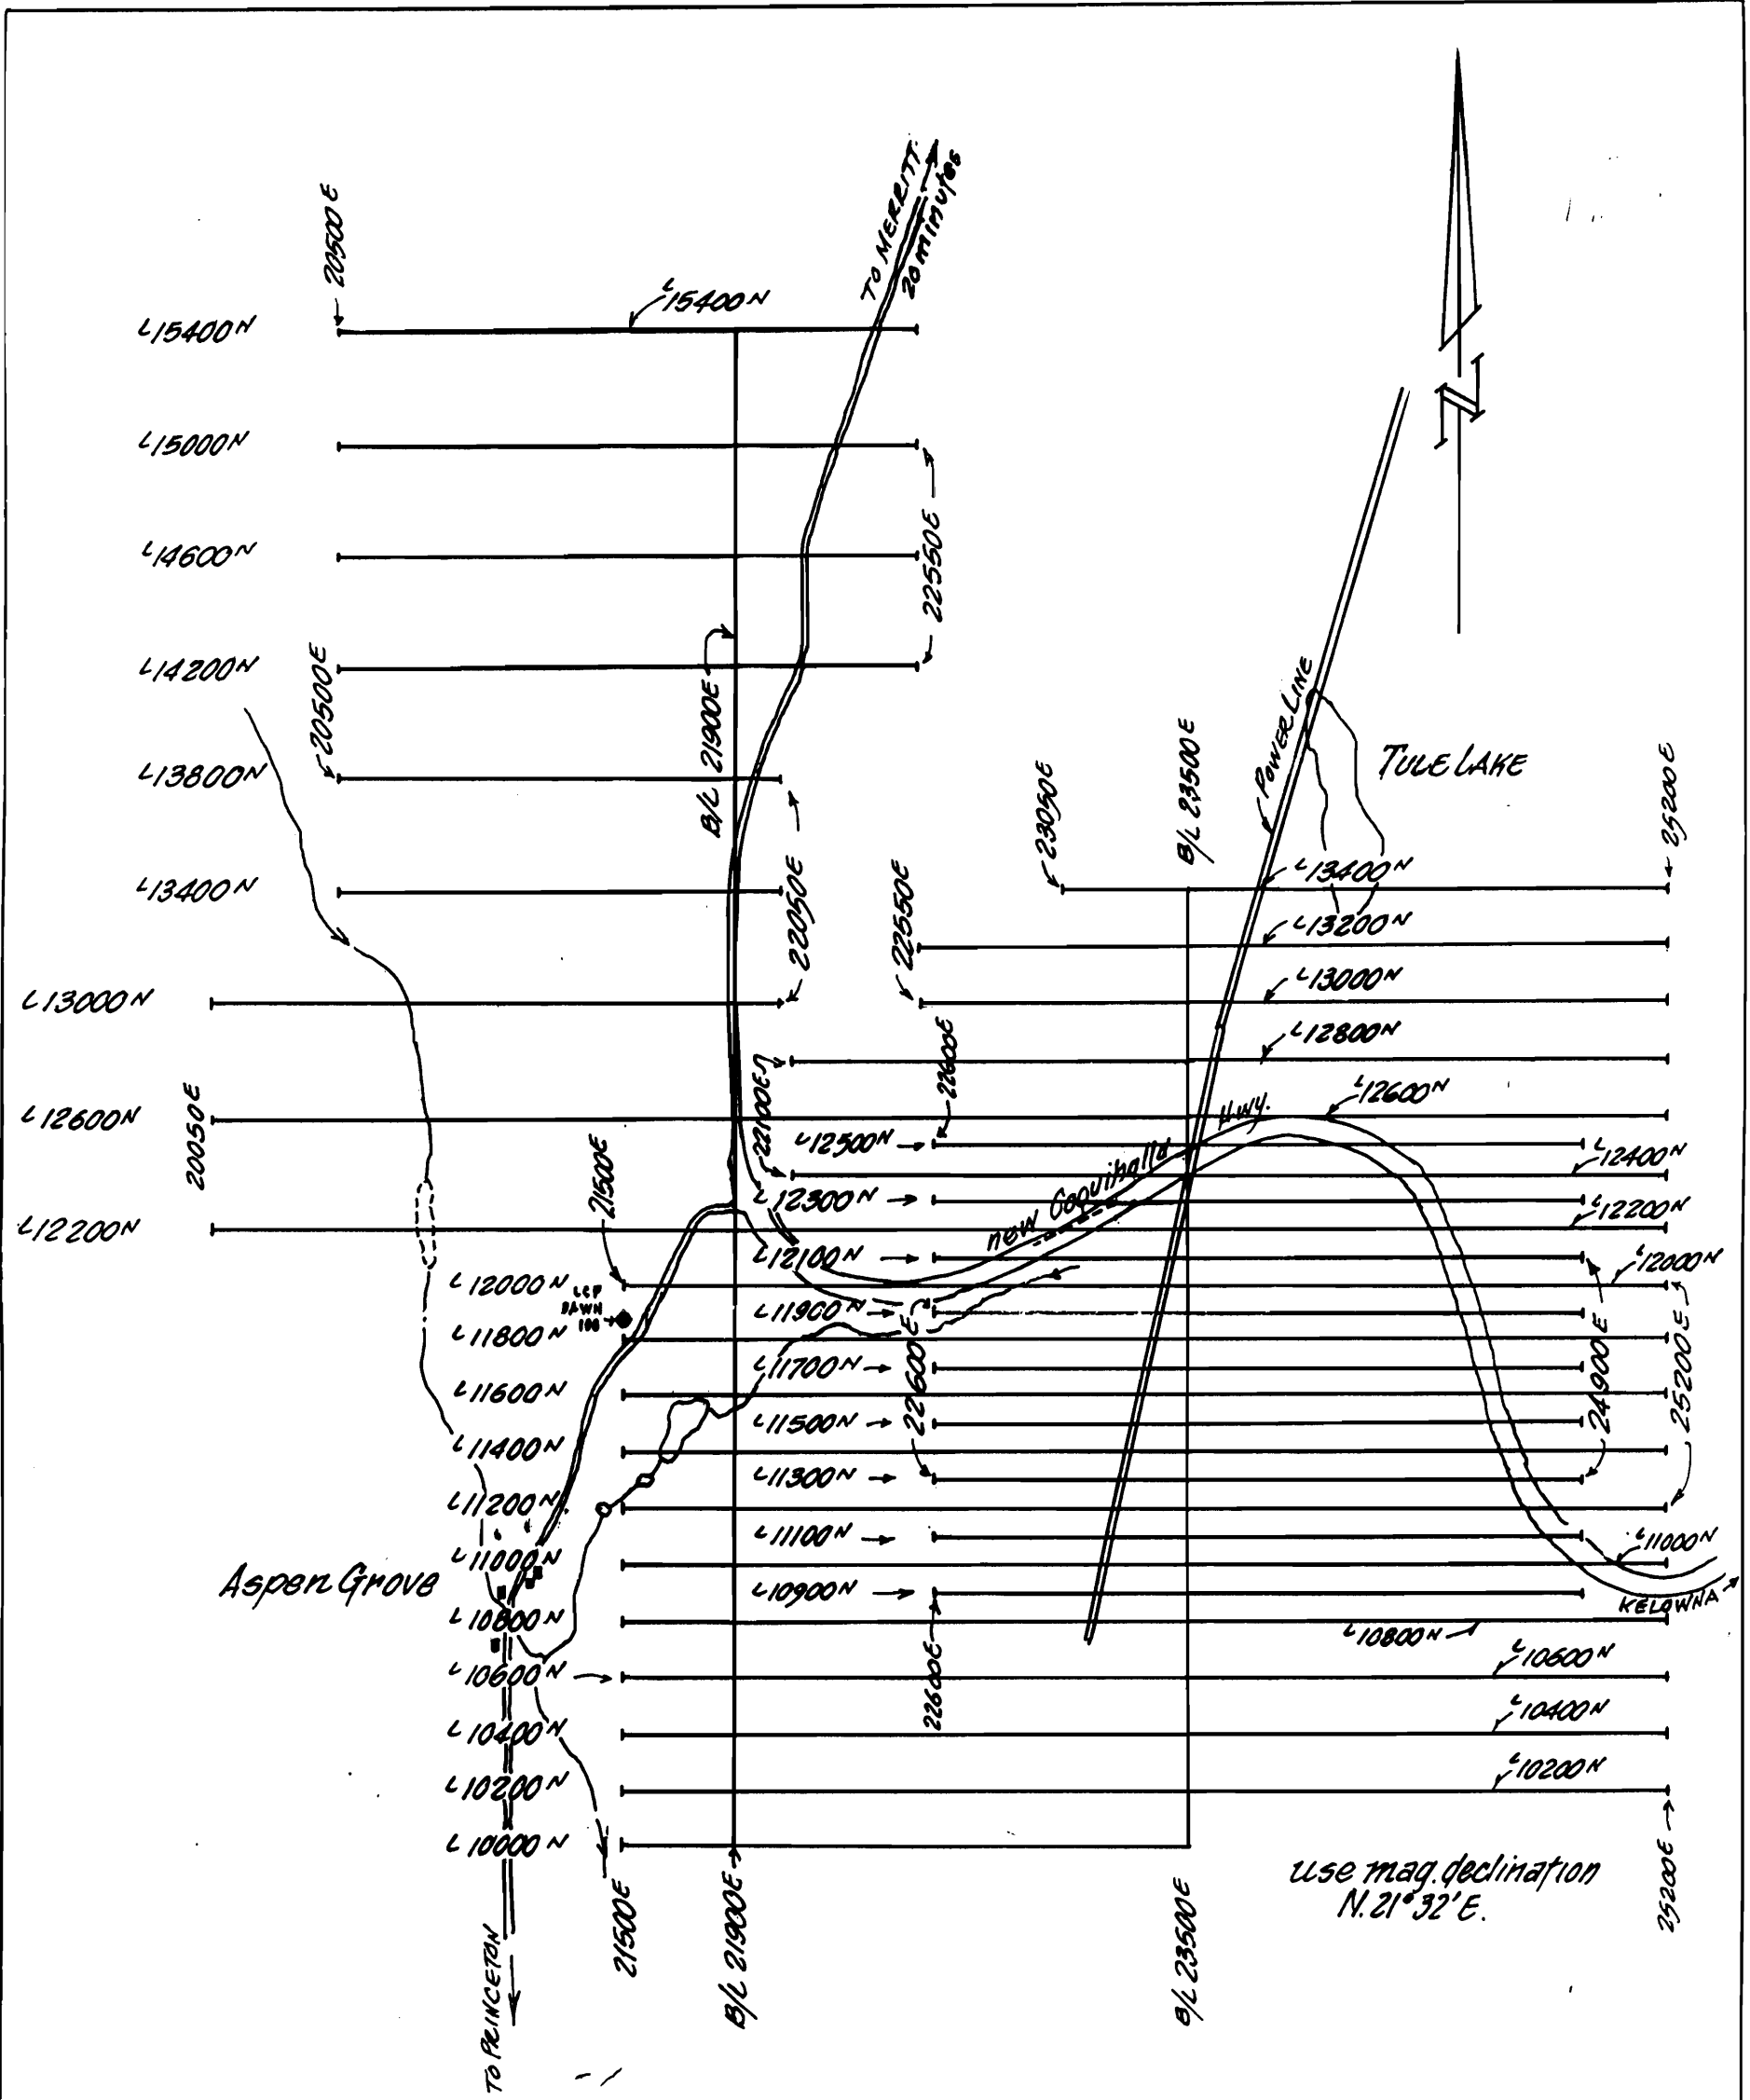 TO MERRITT
20 minutes
20500E
L15400N
L15400N
L15000N
L14600N
22550E
L14200N
20500E
B/L 21900E
POWER LINE
B/L 23500E
TULE LAKE
L13800N
23050E
25200E
L13400N
22050E
22550E
L13400N
L13200N
L13000N
L13000N
L12800N
22600E
22100E
20050E
L12600N
Hwy.
L12600N
21500E
L12500N
L12400N
new Coquihalla
L12300N
L12200N
L12200N
L12100N
L12000N
L12000N
LCP
DAWN
100
L11900N
L11800N
22600E
24900E
25200E
L11700N
L11600N
L11500N
L11400N
L11300N
L11200N
L11100N
L11000N
L11000N
Aspen Grove
L10900N
KELOWNA
L10800N
L10800N
22600E
L10600N
L10600N
L10400N
L10400N
L10200N
L10200N
L10000N
TO PRINCETON
21500E
B/L 21900E
B/L 23500E
use mag. declination
N. 21°32'E.
25200E
N